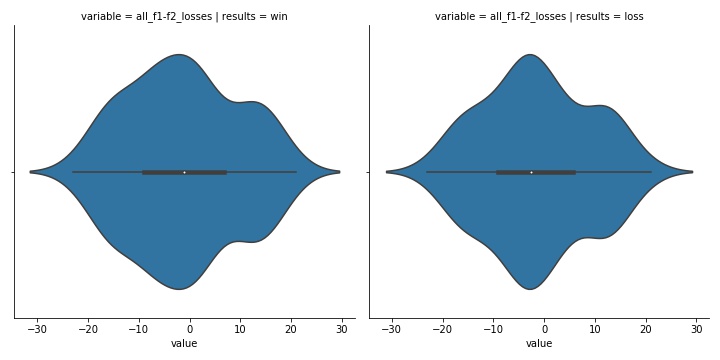 variable = all_f1-f2_losses | results = win
variable = all_f1-f2_losses | results = loss
−30 −20 −10 0 10 20 30
−30 −20 −10 0 10 20 30
value
value